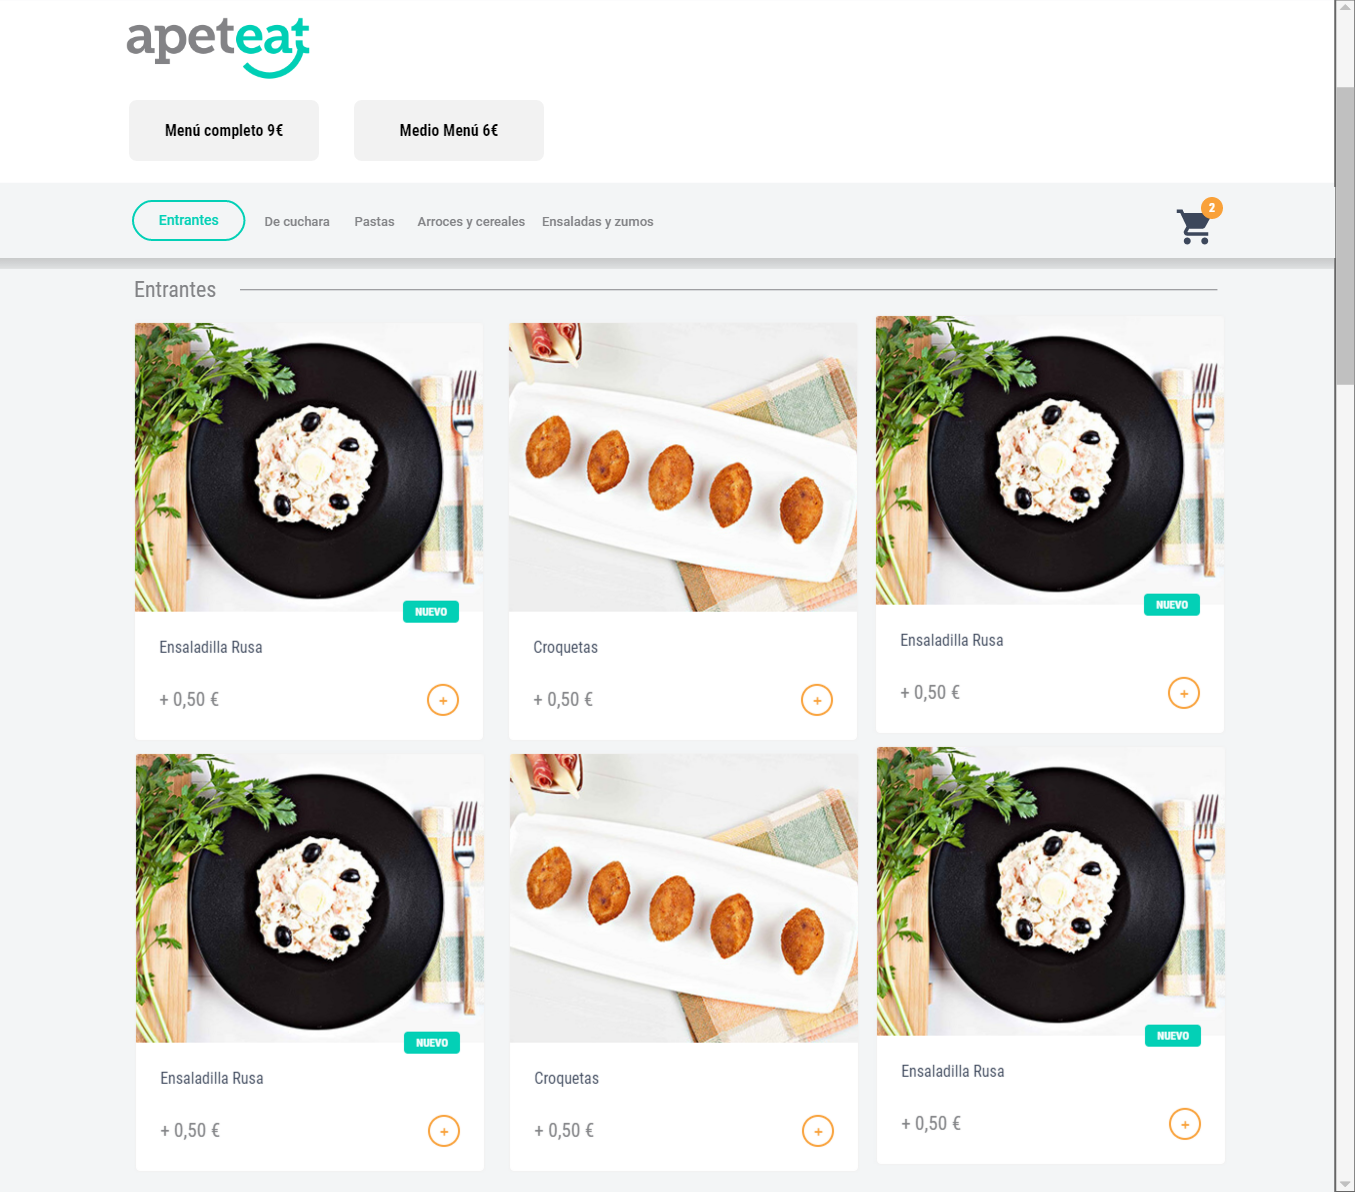 apeteat
Menú completo 9€
Medio Menú 6€
Entrantes
De cuchara
Pastas
Arroces y cereales
Ensaladas y zumos
2
Entrantes
NUEVO
NUEVO
Ensaladilla Rusa
Croquetas
Ensaladilla Rusa
+ 0,50 €
+
+ 0,50 €
+
+ 0,50 €
+
NUEVO
NUEVO
Ensaladilla Rusa
Croquetas
Ensaladilla Rusa
+ 0,50 €
+
+ 0,50 €
+
+ 0,50 €
+